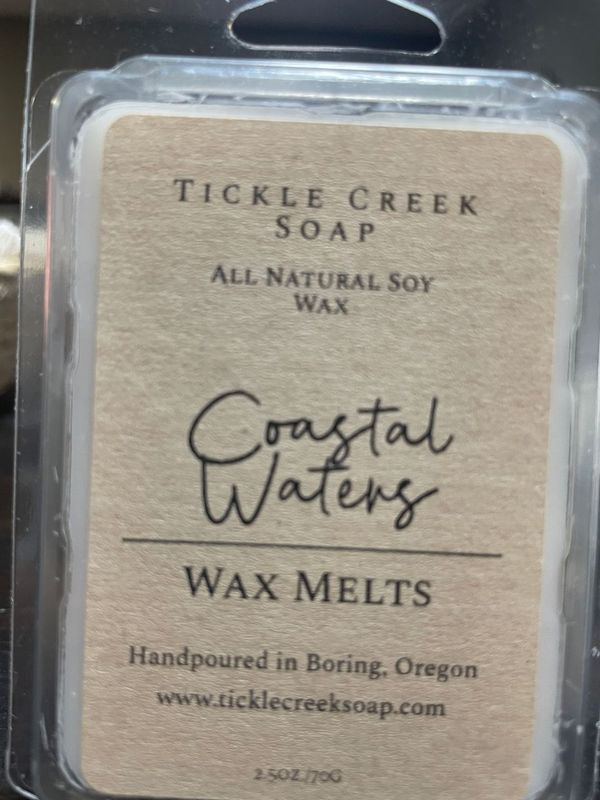 TICKLE CREEK
SOAP
ALL NATURAL SOY
WAX
Coastal
Waters
WAX MELTS
Handpoured in Boring, Oregon
www.ticklecreeksoap.com
2.5OZ./70G